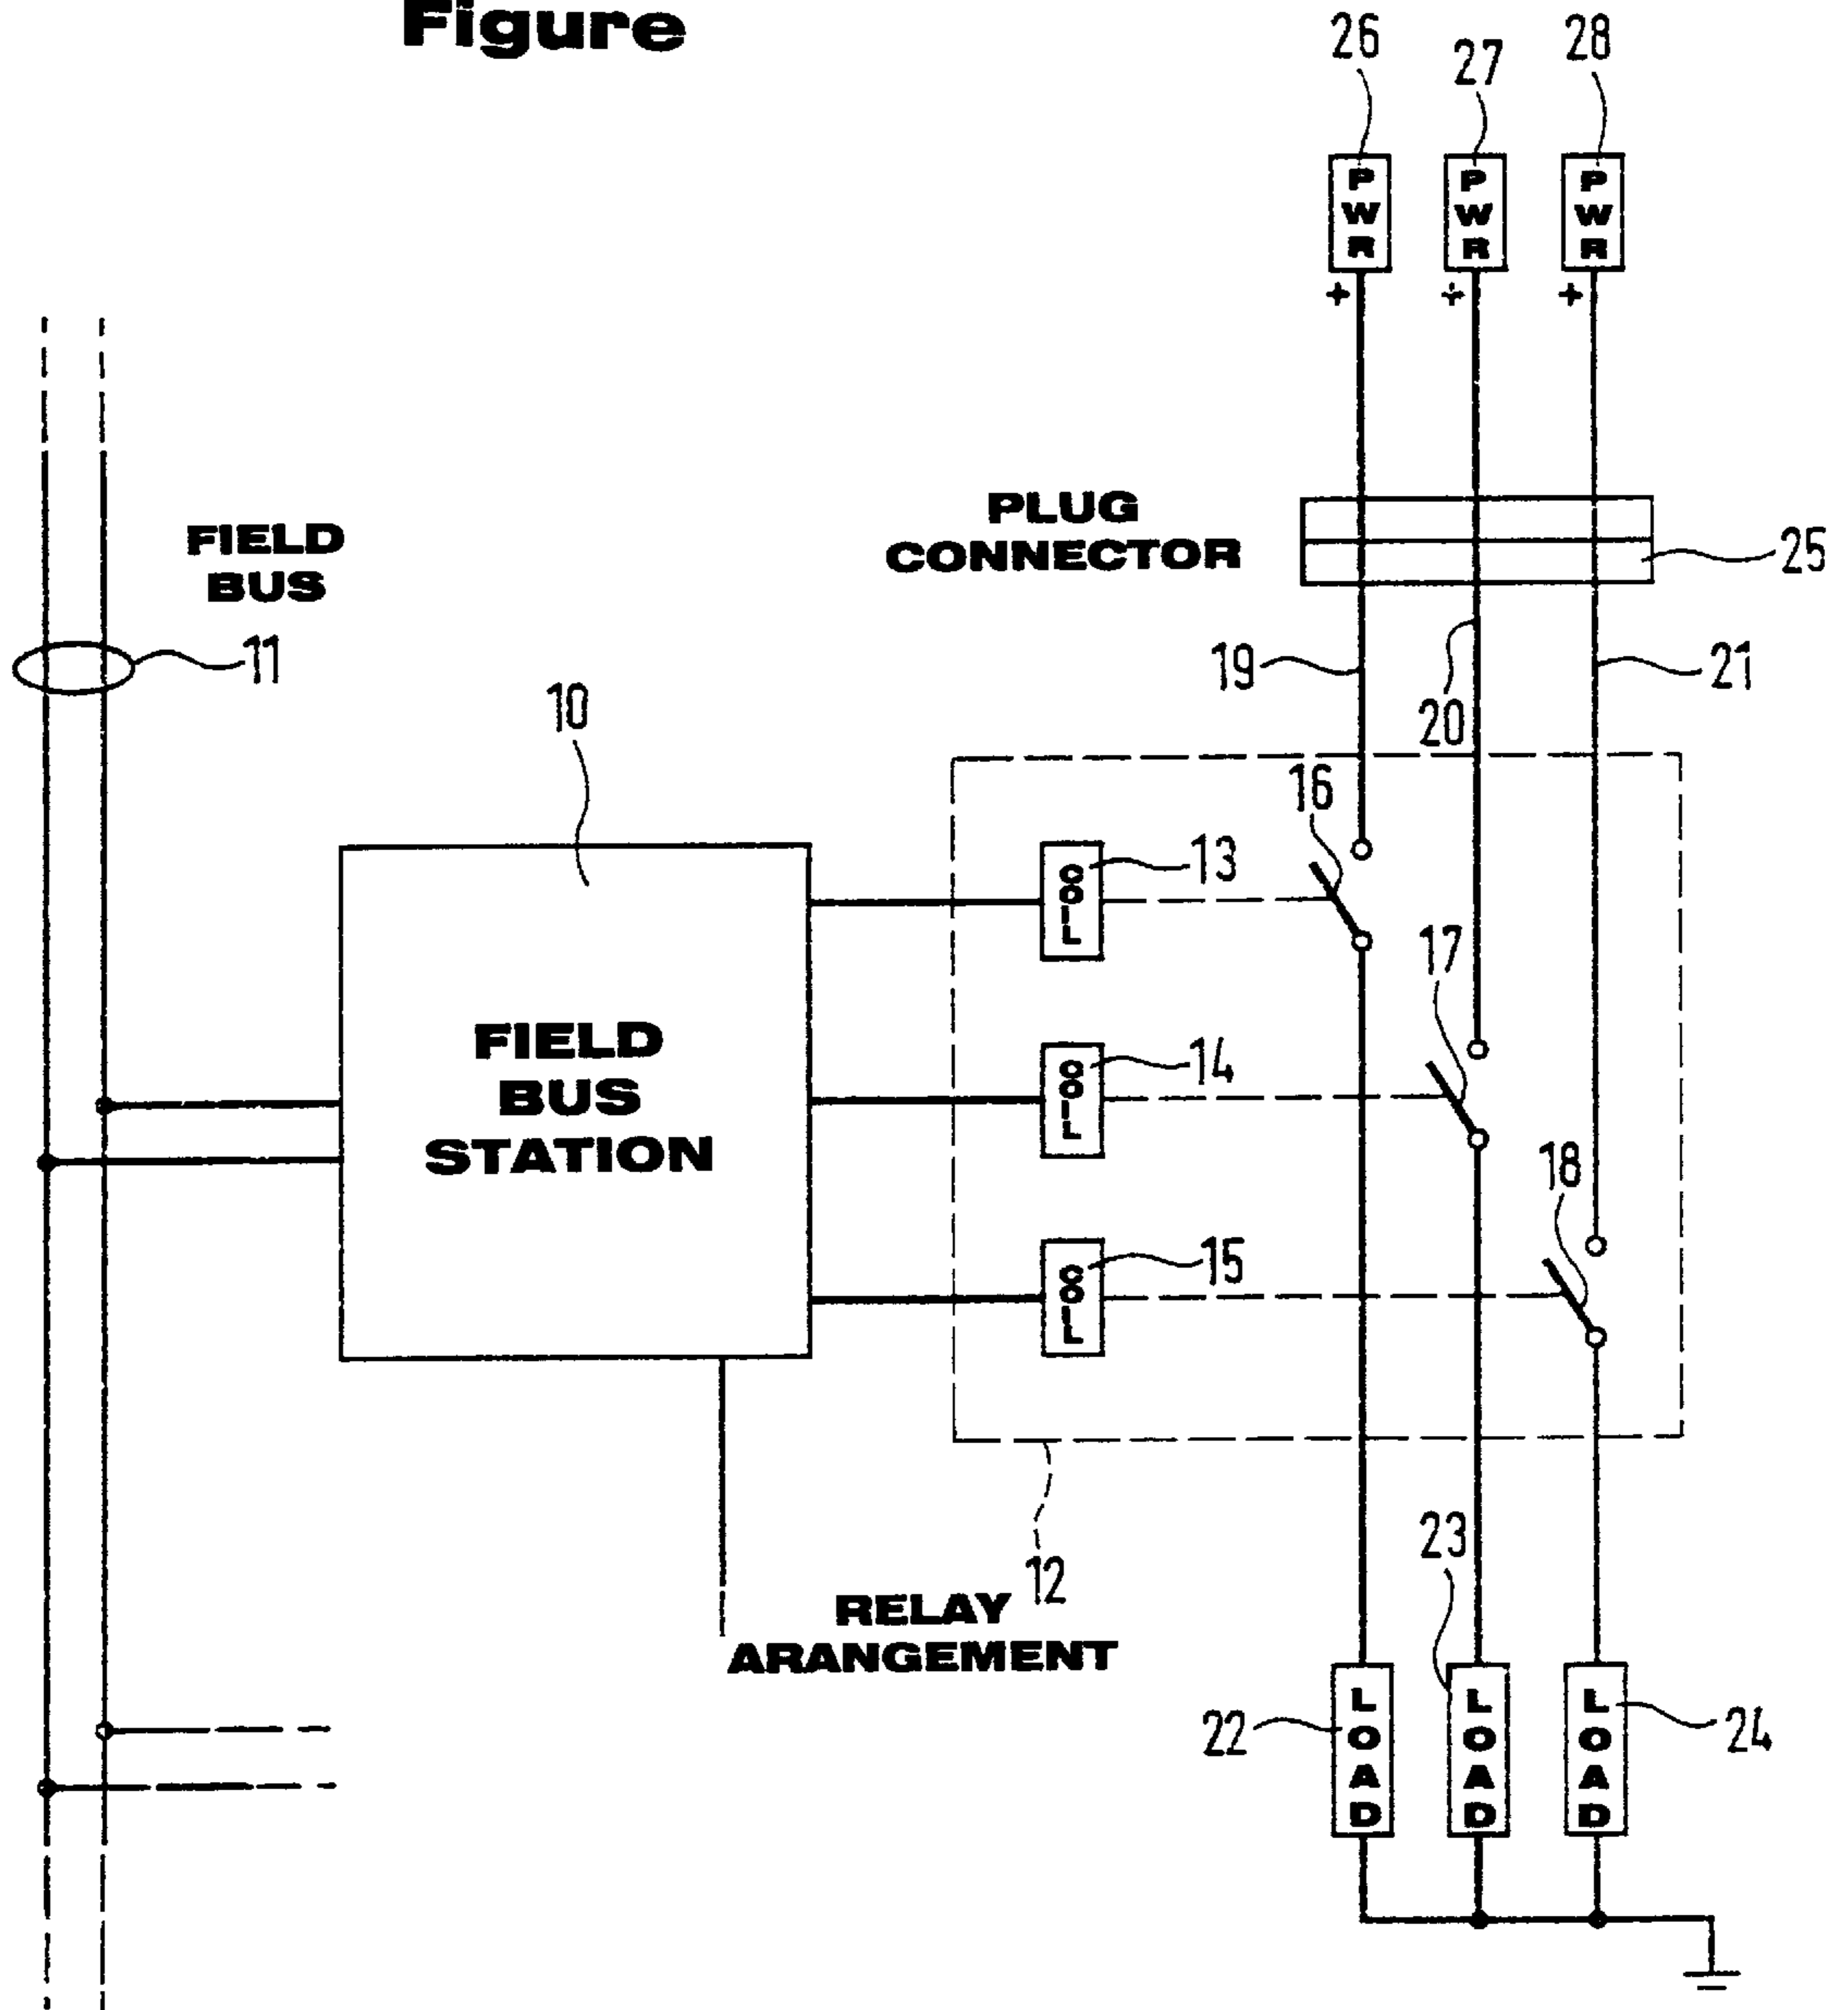 Figure
26
27
28
PWR
PWR
PWR
+
+
+
PLUG
CONNECTOR
25
FIELD
BUS
11
19
20
21
10
16
COIL
13
17
FIELD
BUS
STATION
COIL
14
18
COIL
15
12
23
RELAY
ARANGEMENT
22
LOAD
LOAD
LOAD
24